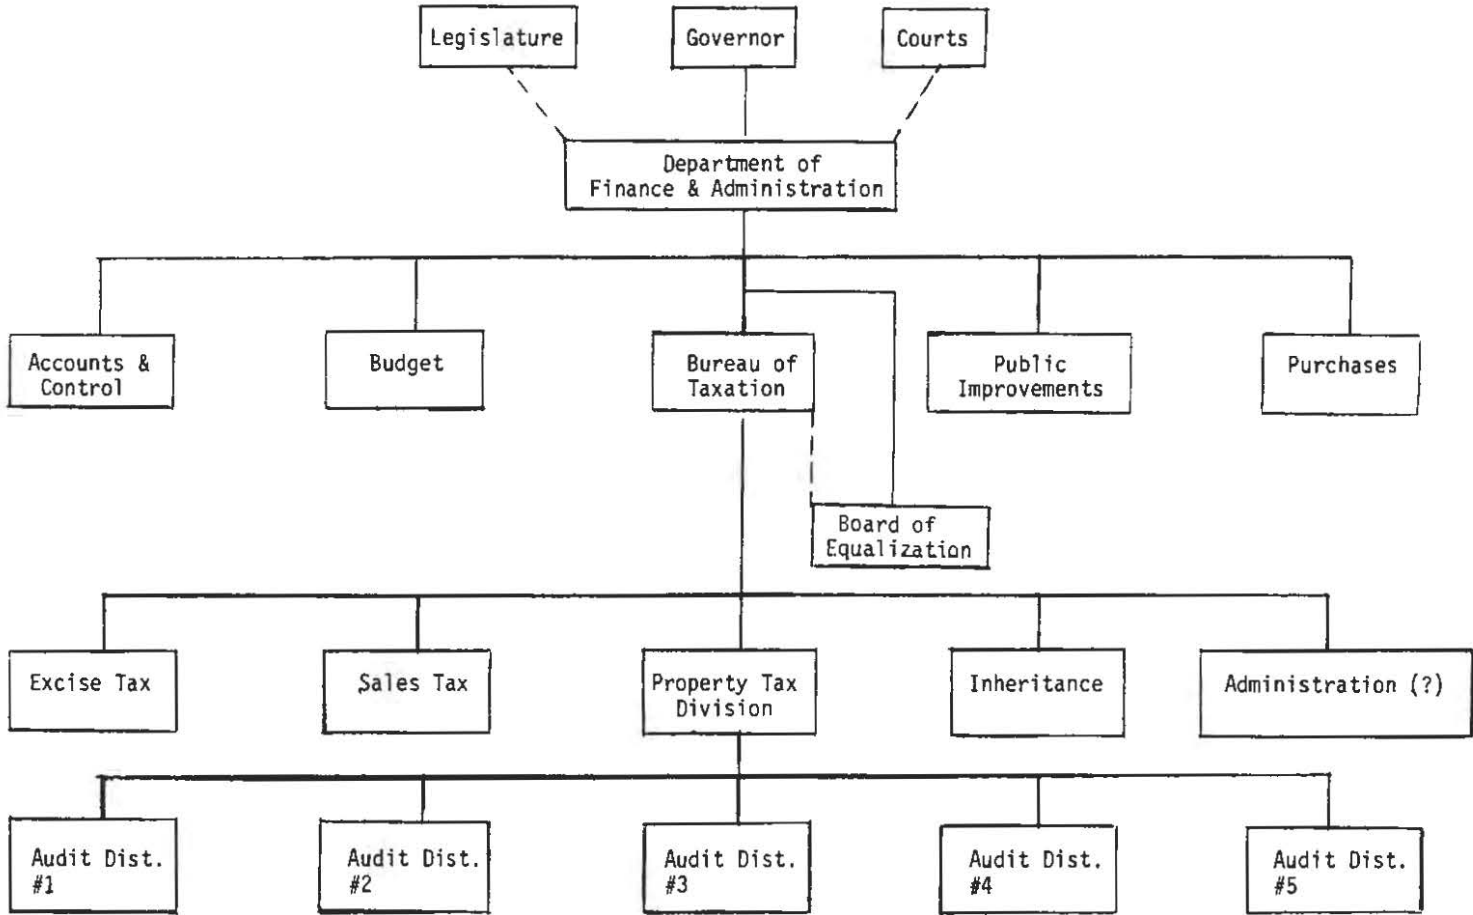 Legislature
Governor
Courts
Department of
Finance & Administration
Accounts &
Control
Budget
Bureau of
Taxation
Public
Improvements
Purchases
Board of
Equalization
Excise Tax
Sales Tax
Property Tax
Division
Inheritance
Administration (?)
Audit Dist.
#1
Audit Dist.
#2
Audit Dist.
#3
Audit Dist.
#4
Audit Dist.
#5